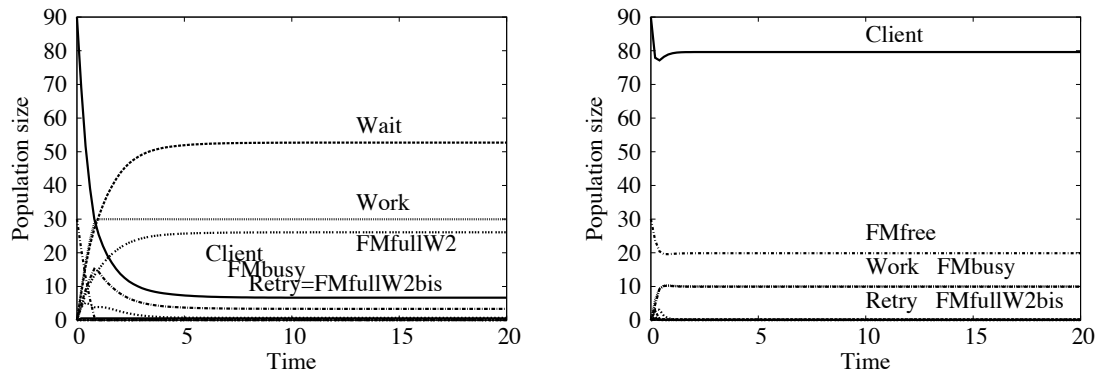 90
80
70
60
50
40
30
20
10
0
Population size
Wait
Work
FMfullW2
Client
FMbusy
Retry=FMfullW2bis
0 5 10 15 20
Time
90
80
70
60
50
40
30
20
10
0
Population size
Client
FMfree
Work FMbusy
Retry FMfullW2bis
0 5 10 15 20
Time